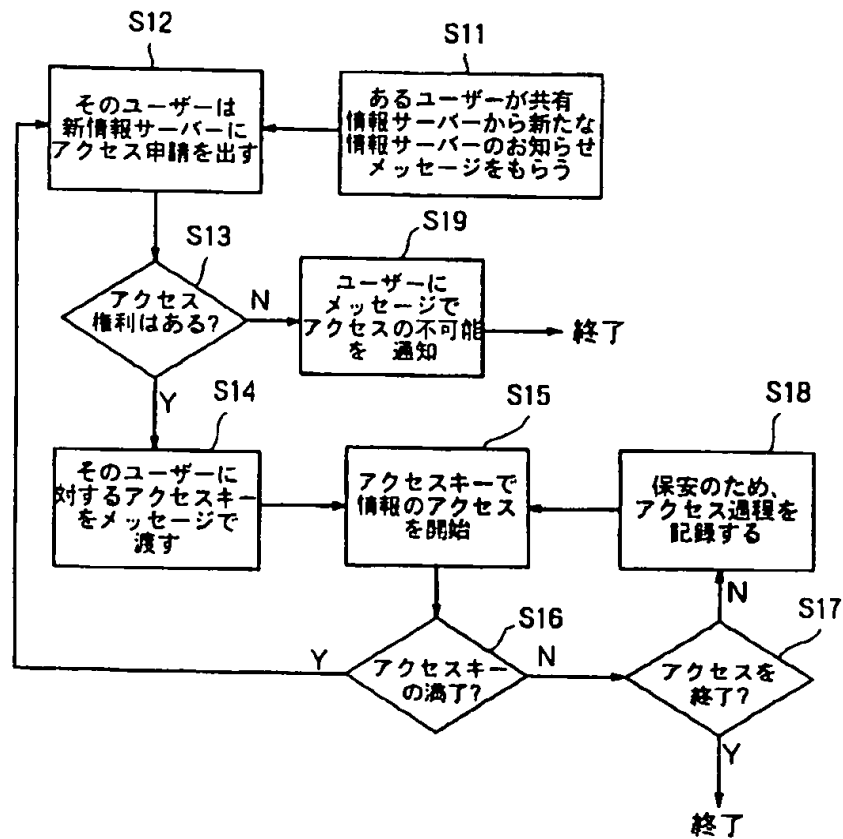 S12
そのユーザーは
新情報サーバーに
アクセス申請を出す
S11
あるユーザーが共有
情報サーバーから新たな
情報サーバーのお知らせ
メッセージをもらう
S13
アクセス
権利はある?
N
Y
S19
ユーザーに
メッセージで
アクセスの不可能
を 通知
終了
S14
そのユーザーに
対するアクセスキー
をメッセージで
渡す
S15
アクセスキーで
情報のアクセス
を開始
S18
保安のため、
アクセス過程を
記録する
S16
アクセスキー
の満了?
Y
N
S17
アクセスを
終了?
N
Y
終了